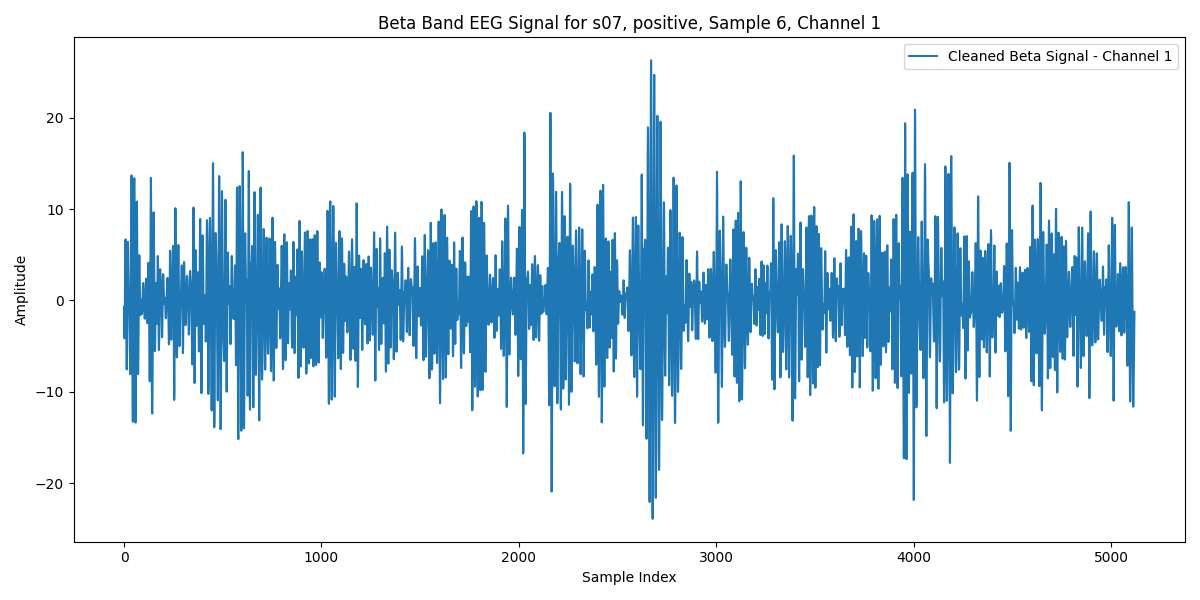 Beta Band EEG Signal for s07, positive, Sample 6, Channel 1
Cleaned Beta Signal - Channel 1
20
10
0
−10
−20
Amplitude
0 1000 2000 3000 4000 5000
Sample Index